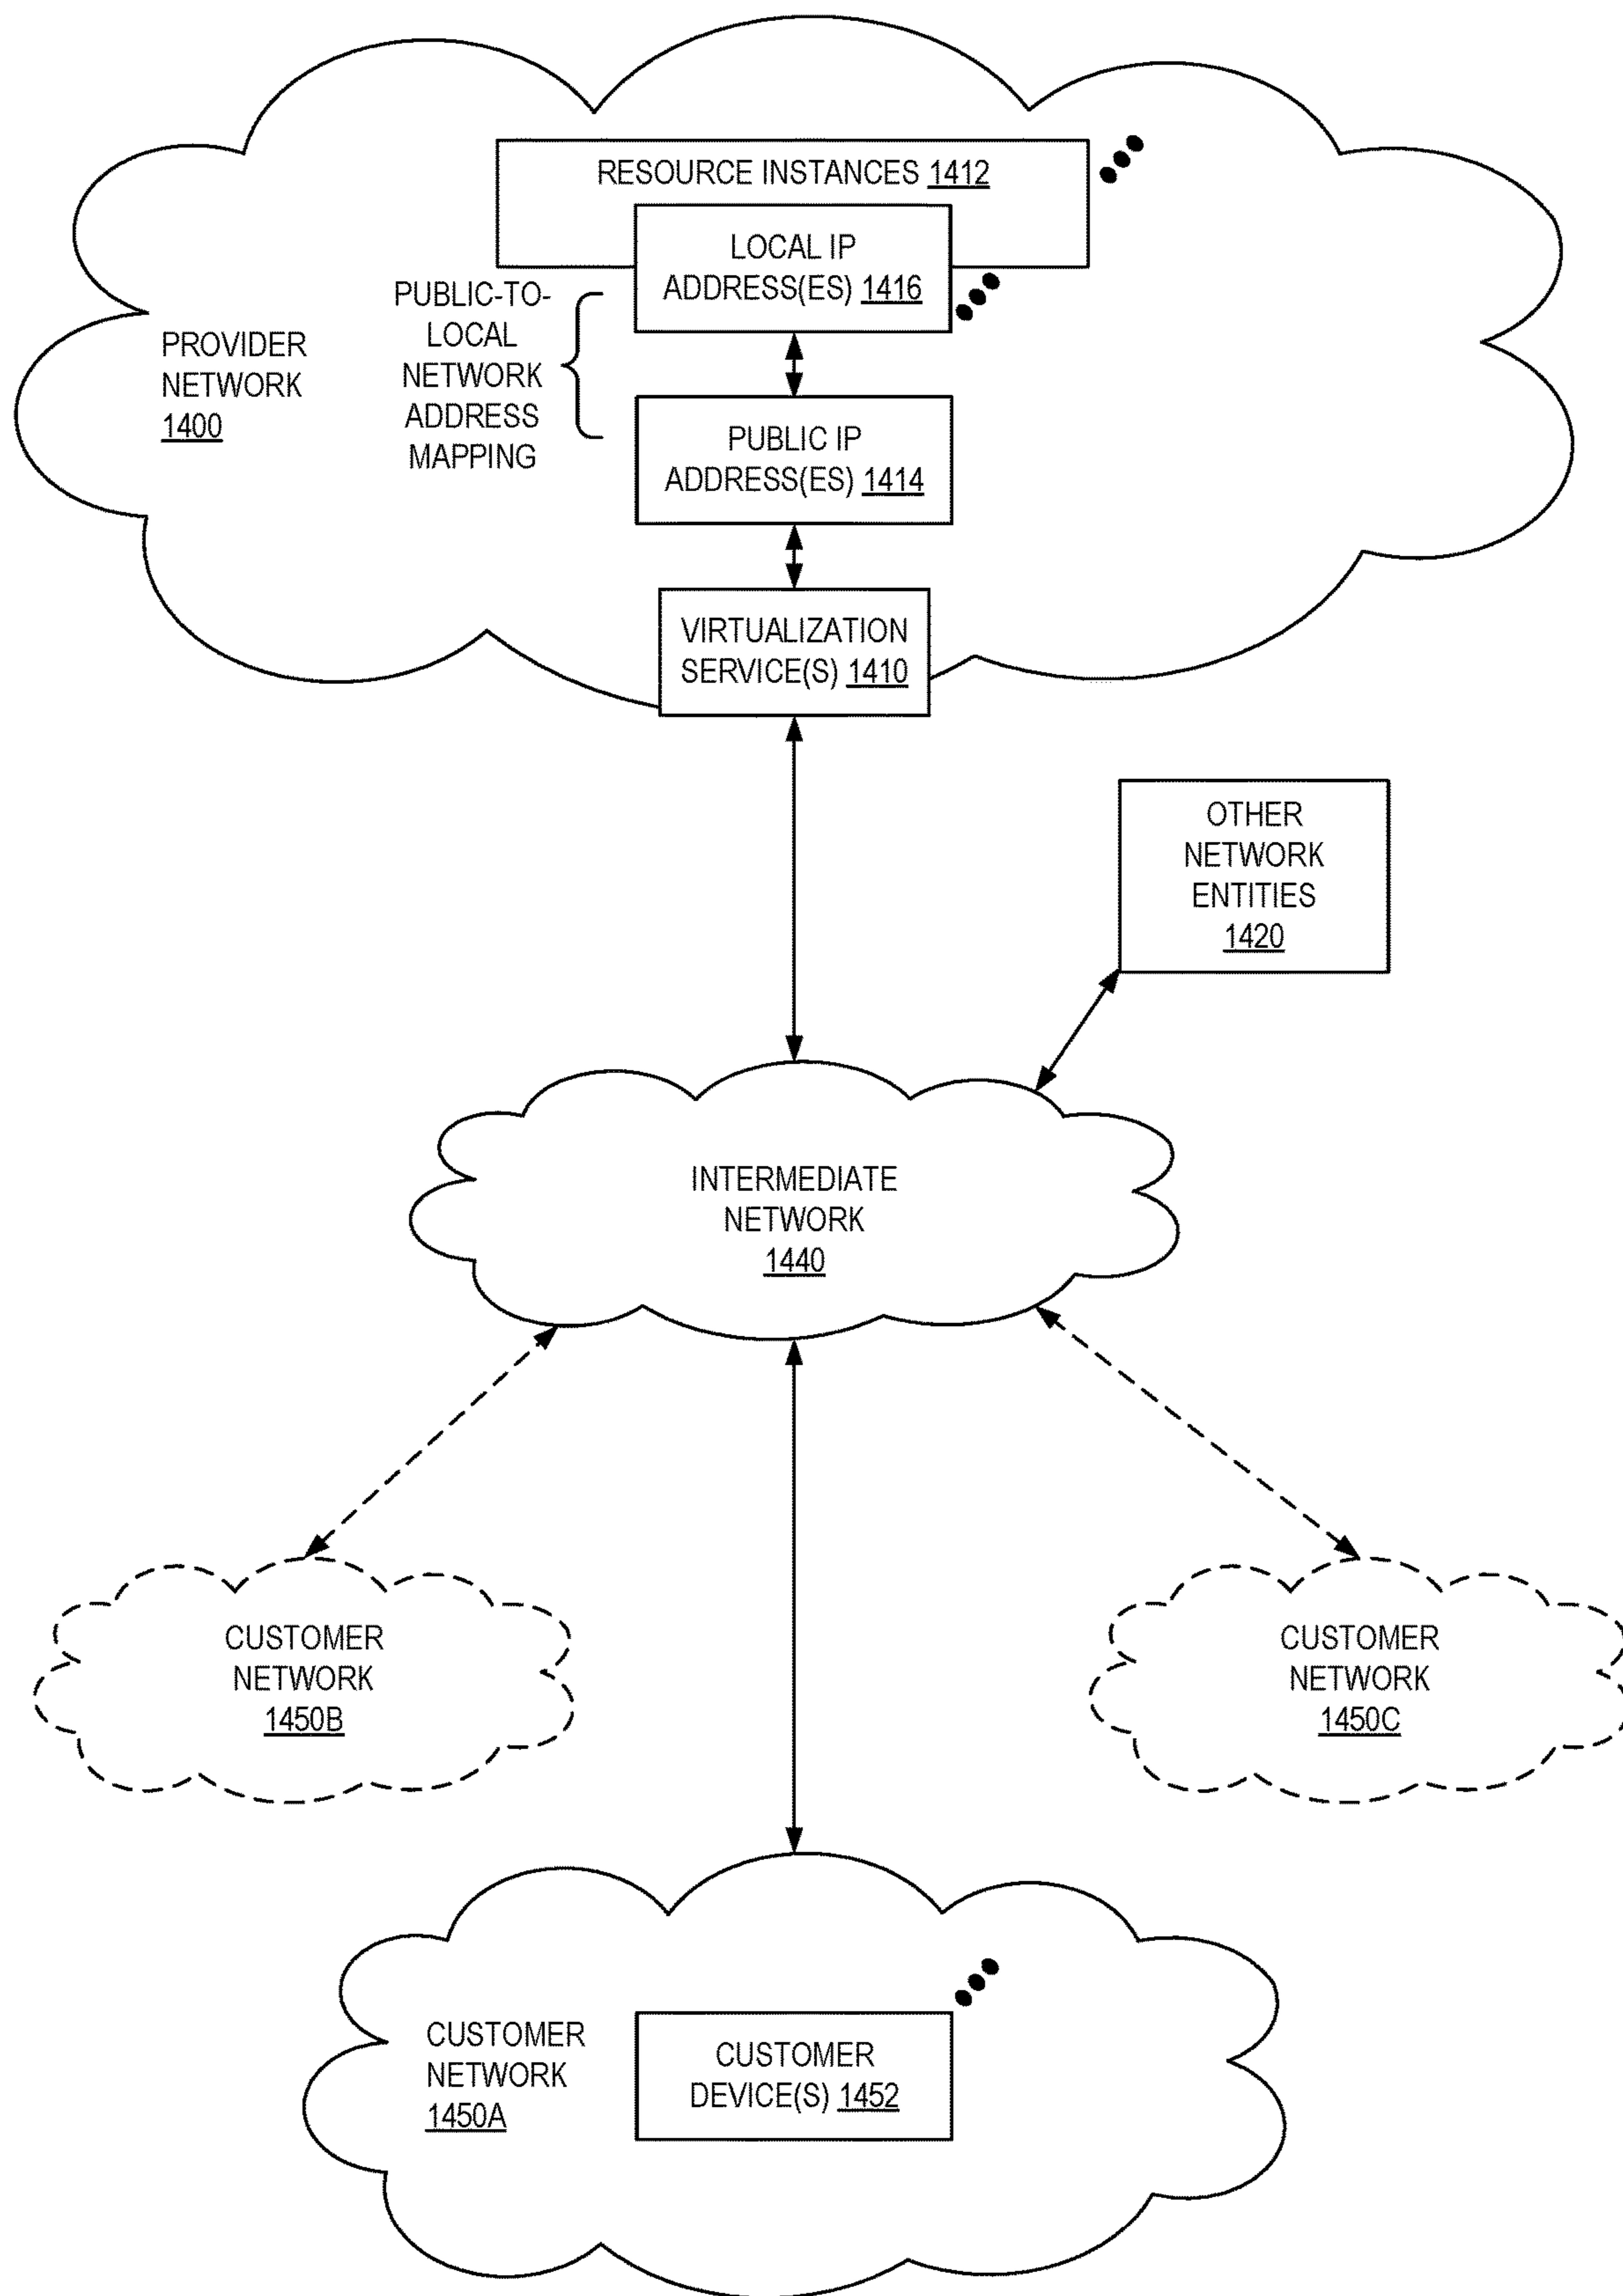 RESOURCE INSTANCES 1412
LOCAL IP
ADDRESS(ES) 1416
PUBLIC-TO-
LOCAL
NETWORK
ADDRESS
MAPPING
PROVIDER
NETWORK
1400
PUBLIC IP
ADDRESS(ES) 1414
VIRTUALIZATION
SERVICE(S) 1410
OTHER
NETWORK
ENTITIES
1420
INTERMEDIATE
NETWORK
1440
CUSTOMER
NETWORK
1450B
CUSTOMER
NETWORK
1450C
CUSTOMER
NETWORK
1450A
CUSTOMER
DEVICE(S) 1452